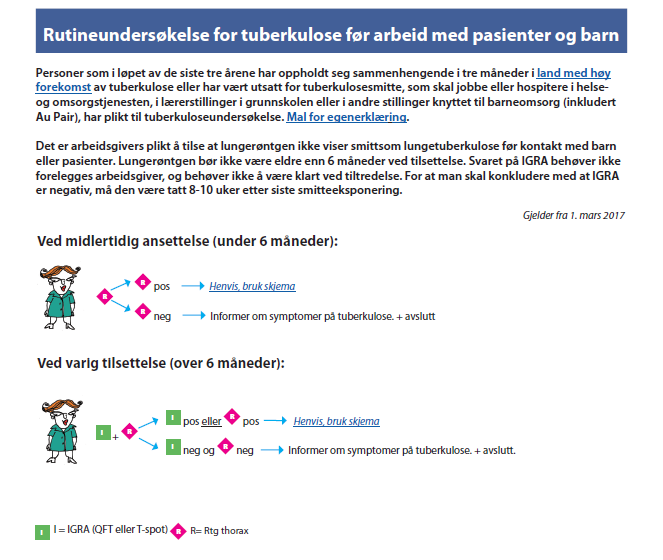 Rutineundersøkelse for tuberkulose før arbeid med pasienter og barn
Personer som i løpet av de siste tre årene har oppholdt seg sammenhengende i tre måneder i land med høy
forekomst av tuberkulose eller har vært utsatt for tuberkulosesmitte, som skal jobbe eller hospitere i helse-
og omsorgstjenesten, i lærerstillinger i grunnskolen eller i andre stillinger knyttet til barneomsorg (inkludert
Au Pair), har plikt til tuberkuloseundersøkelse. Mal for egenerklæring.
Det er arbeidsgivers plikt å tilse at lungerøntgen ikke viser smittsom lungetuberkulose før kontakt med barn
eller pasienter. Lungerøntgen bør ikke være eldre enn 6 måneder ved tilsettelse. Svaret på IGRA behøver ikke
forelegges arbeidsgiver, og behøver ikke å være klart ved tiltredelse. For at man skal konkludere med at IGRA
er negativ, må den være tatt 8-10 uker etter siste smitteeksponering.
Gjelder fra 1. mars 2017
Ved midlertidig ansettelse (under 6 måneder):
R pos Henvis, bruk skjema
R
R neg Informer om symptomer på tuberkulose. + avslutt
Ved varig tilsettelse (over 6 måneder):
I pos eller R pos Henvis, bruk skjema
I + R
I neg og R neg Informer om symptomer på tuberkulose. + avslutt.
I I = IGRA (QFT eller T-spot) R R= Rtg thorax